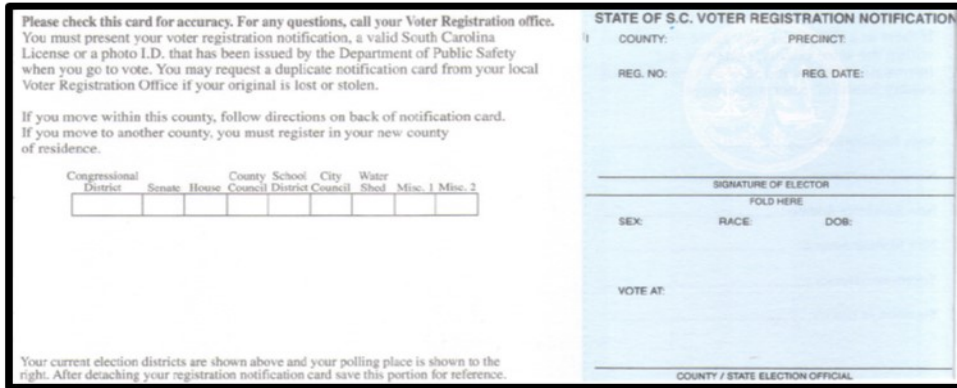 Please check this card for accuracy. For any questions, call your Voter Registration office.
You must present your voter registration notification, a valid South Carolina
License or a photo I.D. that has been issued by the Department of Public Safety
when you go to vote. You may request a duplicate notification card from your local
Voter Registration Office if your original is lost or stolen.
If you move within this county, follow directions on back of notification card.
If you move to another county, you must register in your new county
of residence.
Congressional County School City Water
District Senate House Council District Council Shed Misc. 1 Misc. 2
Your current election districts are shown above and your polling place is shown to the
right. After detaching your registration notification card save this portion for reference.
STATE OF S.C. VOTER REGISTRATION NOTIFICATION
COUNTY: PRECINCT:
REG. NO: REG. DATE:
SIGNATURE OF ELECTOR
FOLD HERE
SEX: RACE: DOB:
VOTE AT:
COUNTY / STATE ELECTION OFFICIAL